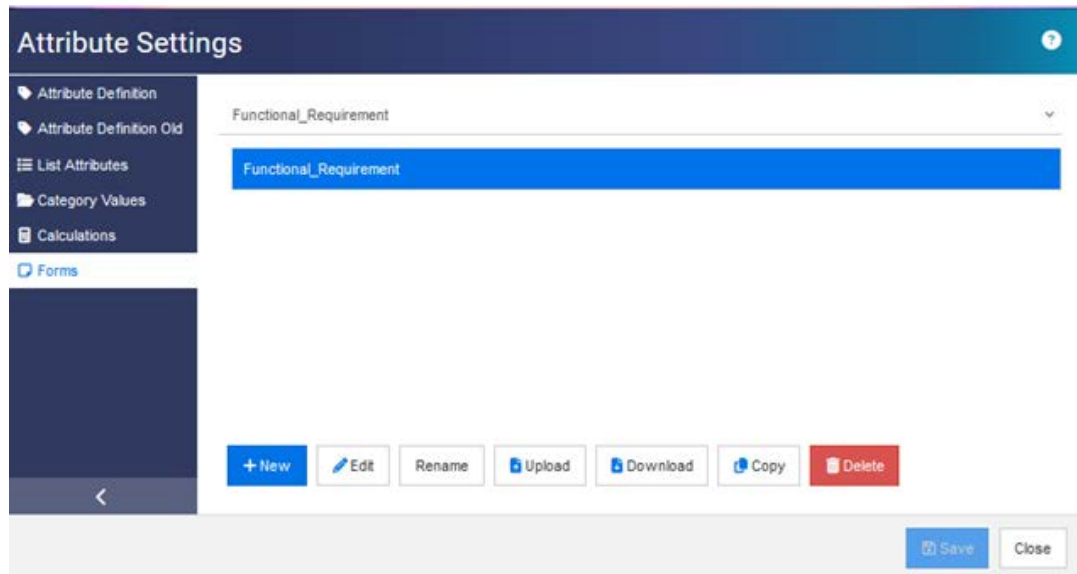 Attribute Settings
?
Attribute Definition
Attribute Definition Old
List Attributes
Category Values
Calculations
Forms
Functional_Requirement
Functional_Requirement
+ New
Edit
Rename
Upload
Download
Copy
Delete
Save
Close